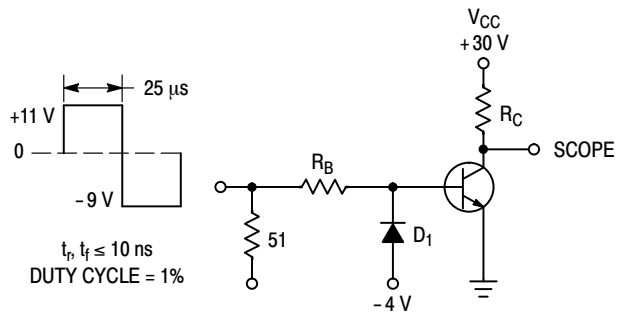 V_CC
+30 V
25 μs
+11 V
R_C
0
SCOPE
R_B
−9 V
51
D_1
t_r, t_f ≤ 10 ns
DUTY CYCLE = 1%
−4 V